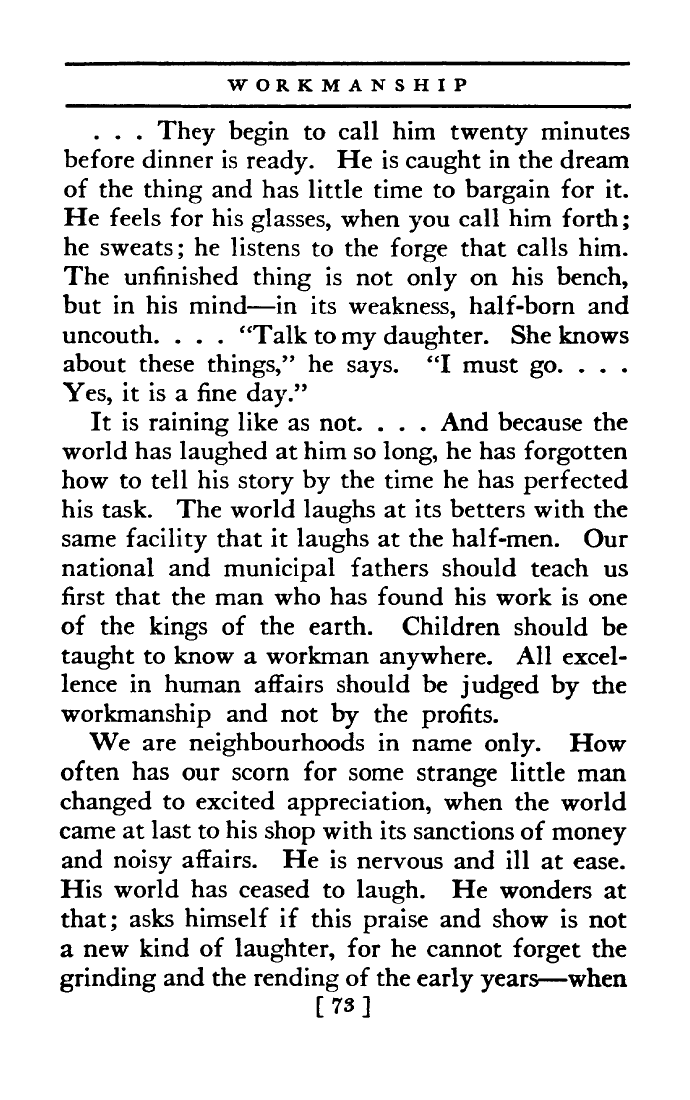 WORKMANSHIP
. . . They begin to call him twenty minutes
before dinner is ready. He is caught in the dream
of the thing and has little time to bargain for it.
He feels for his glasses, when you call him forth;
he sweats; he listens to the forge that calls him.
The unfinished thing is not only on his bench,
but in his mind—in its weakness, half-born and
uncouth. . . . “Talk to my daughter. She knows
about these things,” he says. “I must go. . . .
Yes, it is a fine day.”
It is raining like as not. . . . And because the
world has laughed at him so long, he has forgotten
how to tell his story by the time he has perfected
his task. The world laughs at its betters with the
same facility that it laughs at the half-men. Our
national and municipal fathers should teach us
first that the man who has found his work is one
of the kings of the earth. Children should be
taught to know a workman anywhere. All excel-
lence in human affairs should be judged by the
workmanship and not by the profits.
We are neighbourhoods in name only. How
often has our scorn for some strange little man
changed to excited appreciation, when the world
came at last to his shop with its sanctions of money
and noisy affairs. He is nervous and ill at ease.
His world has ceased to laugh. He wonders at
that; asks himself if this praise and show is not
a new kind of laughter, for he cannot forget the
grinding and the rending of the early years—when
[ 73 ]